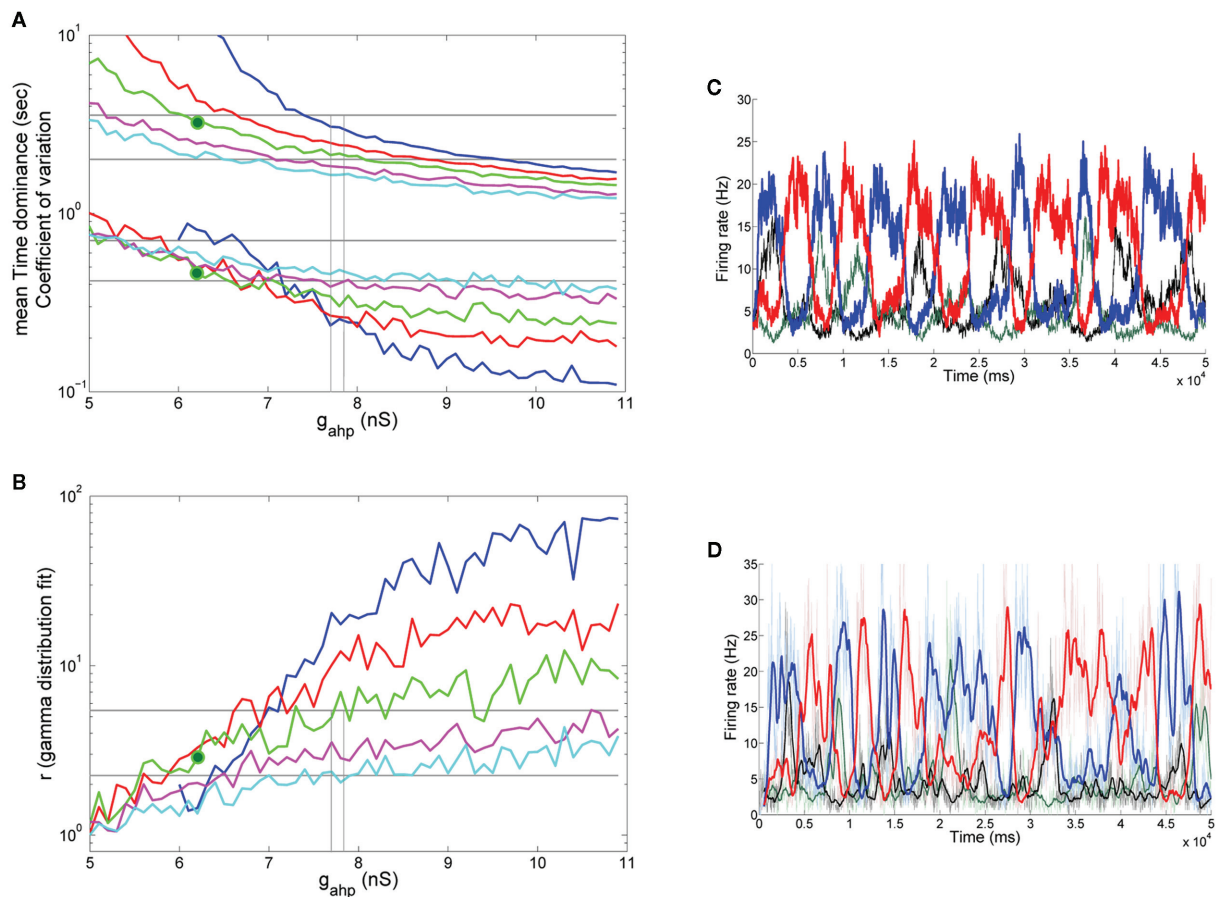 A
mean Time dominance (sec)
Coefficient of variation
10^1
10^0
10^-1
5 6 7 8 9 10 11
g_ahp (nS)
B
r (gamma distribution fit)
10^2
10^1
10^0
5 6 7 8 9 10 11
g_ahp (nS)
C
Firing rate (Hz)
30
25
20
15
10
5
0
0 0.5 1 1.5 2 2.5 3 3.5 4 4.5 5
Time (ms)
x 10^4
D
Firing rate (Hz)
35
30
25
20
15
10
5
0
0 0.5 1 1.5 2 2.5 3 3.5 4 4.5 5
Time (ms)
x 10^4